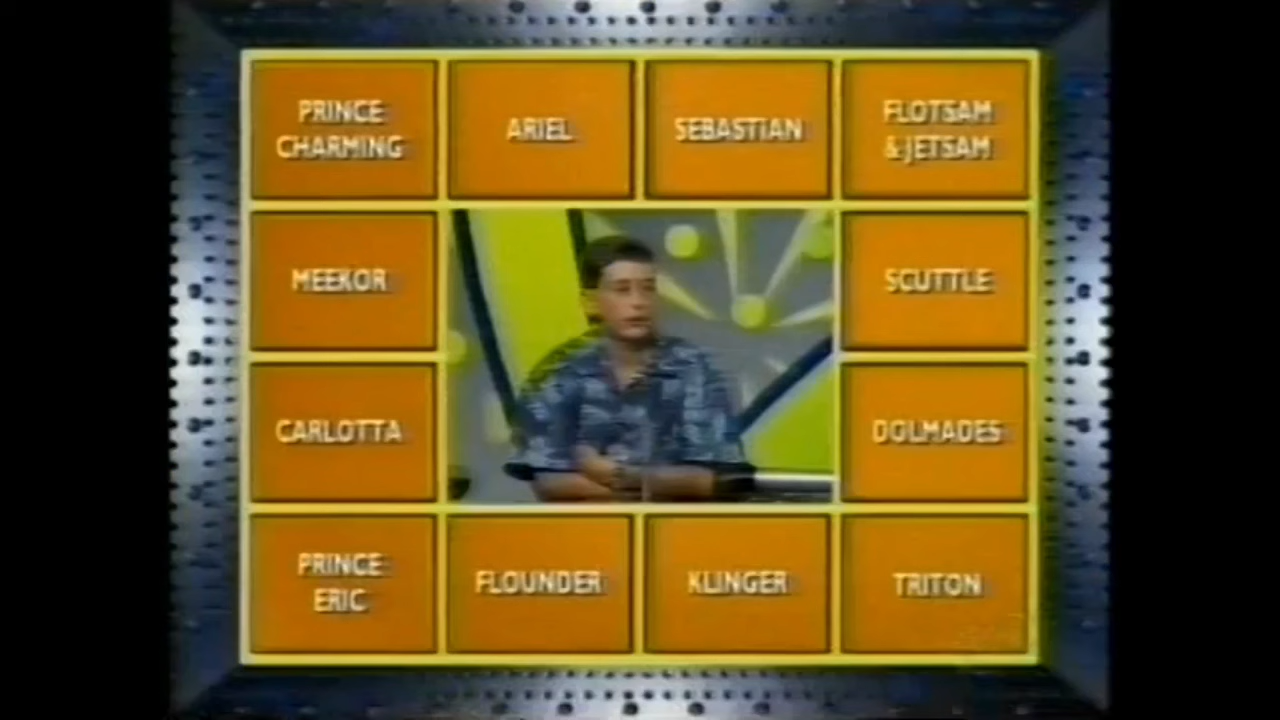 PRINCE
CHARMING
ARIEL
SEBASTIAN
FLOTSAM
& JETSAM
MEEKOR
SCUTTLE
CARLOTTA
DOLMADES
PRINCE
ERIC
FLOUNDER
KLINGER
TRITON